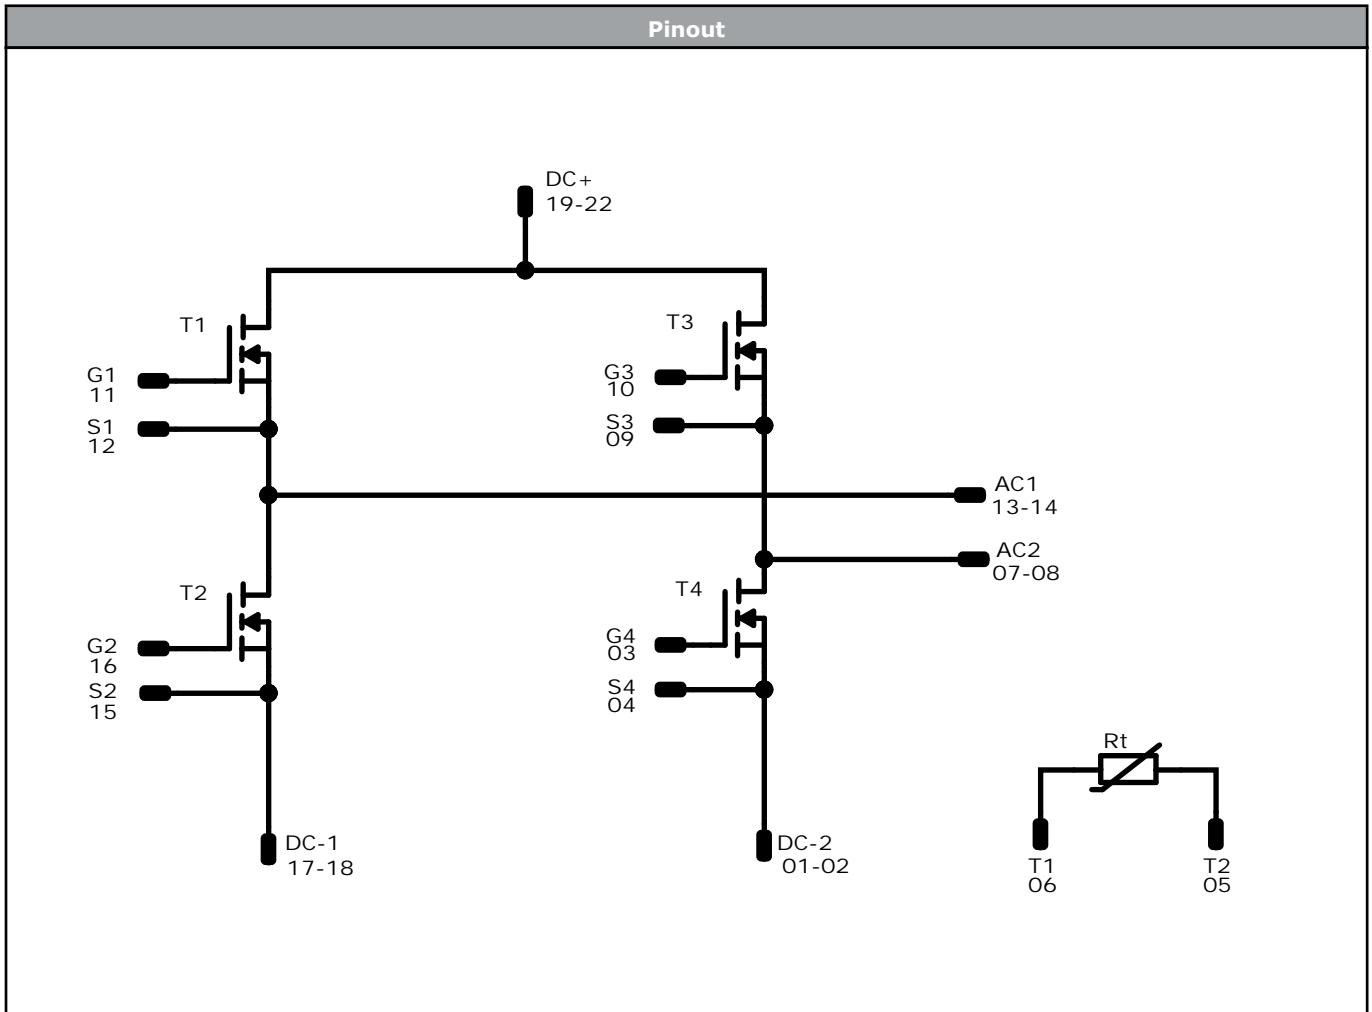 Pinout
DC+
19-22
T1
T3
G1
11
G3
10
S1
12
S3
09
AC1
13-14
AC2
07-08
T2
T4
G2
16
G4
03
S2
15
S4
04
Rt
DC-1
17-18
DC-2
01-02
T1
06
T2
05